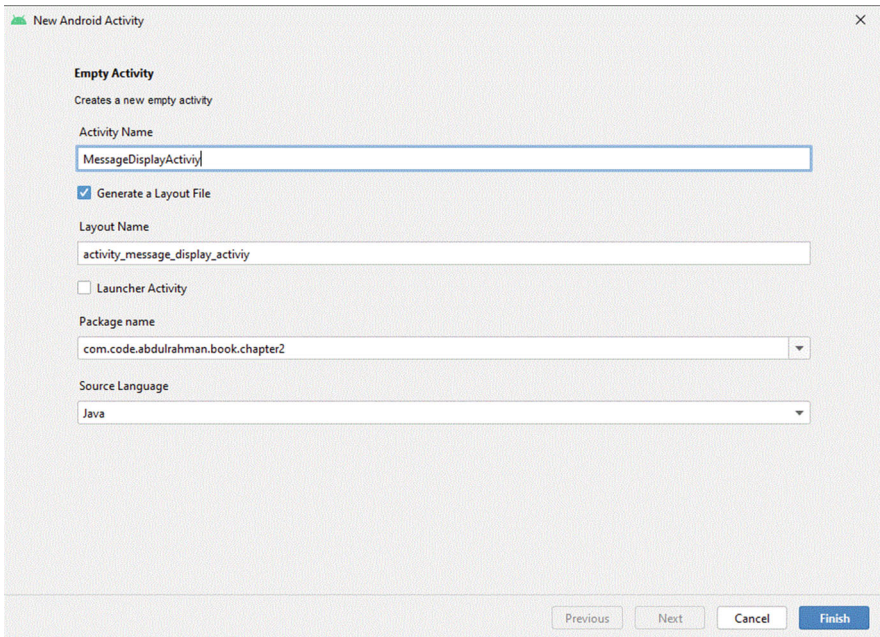 New Android Activity
Empty Activity
Creates a new empty activity
Activity Name
MessageDisplayActiviy
Generate a Layout File
Layout Name
activity_message_display_activiy
Launcher Activity
Package name
com.code.abdulrahman.book.chapter2
Source Language
Java
Previous Next Cancel Finish